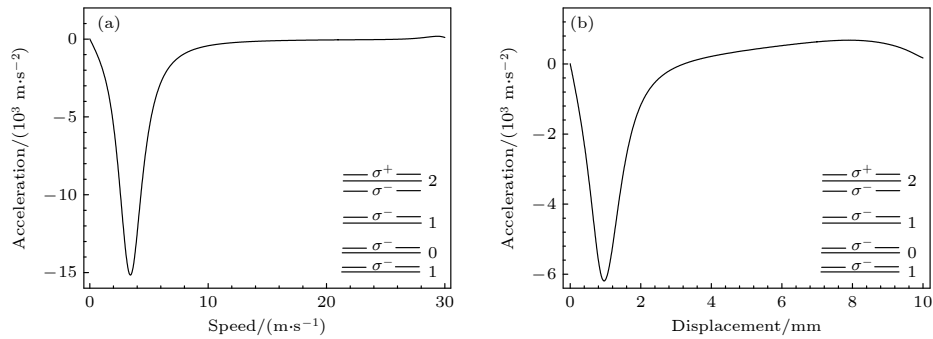 (a)
Acceleration/(10³ m·s⁻²)
0
−5
−10
−15
σ⁺
2
σ⁻
σ⁻
1
σ⁻
0
σ⁻
1
0
10
20
30
Speed/(m·s⁻¹)
(b)
Acceleration/(10³ m·s⁻²)
0
−2
−4
−6
σ⁺
2
σ⁻
σ⁻
1
σ⁻
0
σ⁻
1
0
2
4
6
8
10
Displacement/mm